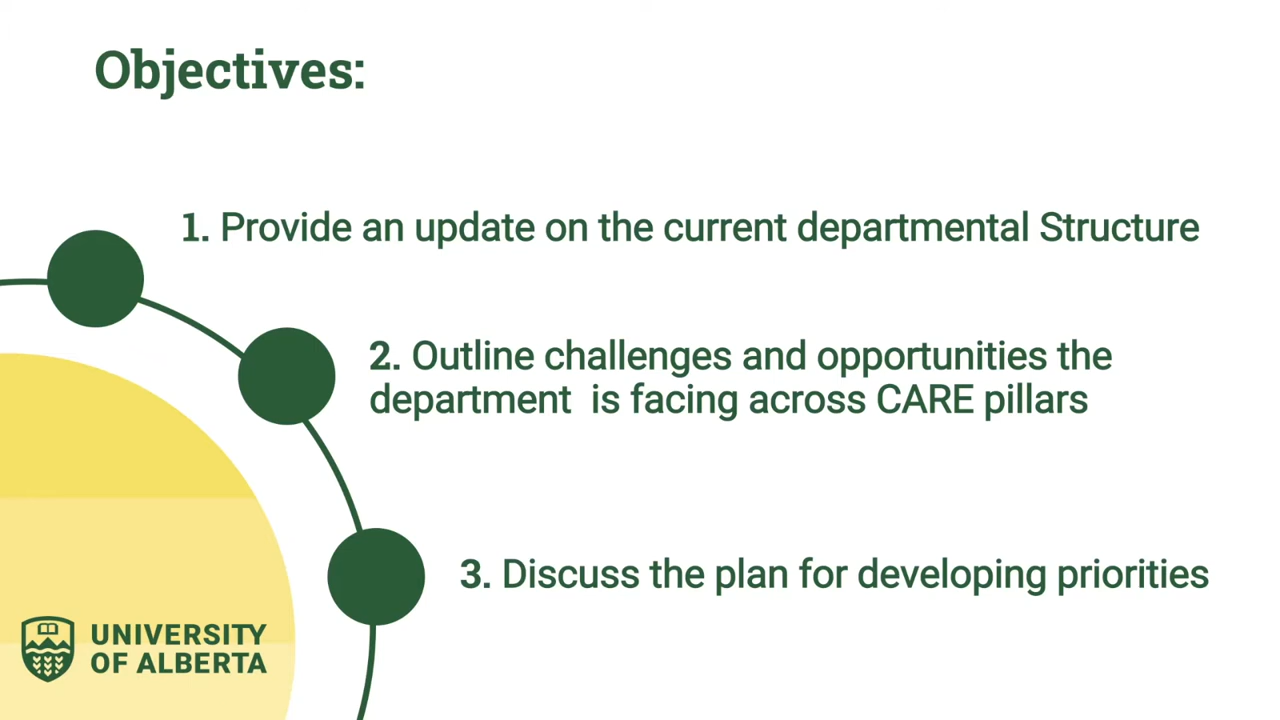 Objectives:
1. Provide an update on the current departmental Structure
2. Outline challenges and opportunities the
department  is facing across CARE pillars
3. Discuss the plan for developing priorities
UNIVERSITY
OF ALBERTA